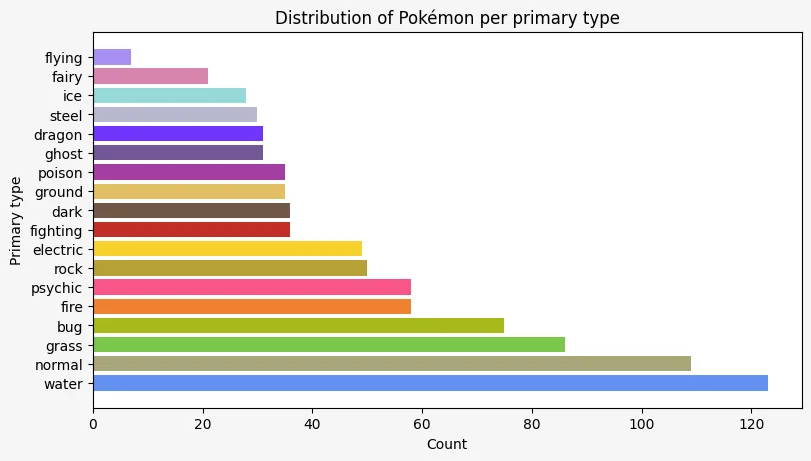 Distribution of Pokémon per primary type
Primary type
flying
fairy
ice
steel
dragon
ghost
poison
ground
dark
fighting
electric
rock
psychic
fire
bug
grass
normal
water
0 20 40 60 80 100 120
Count